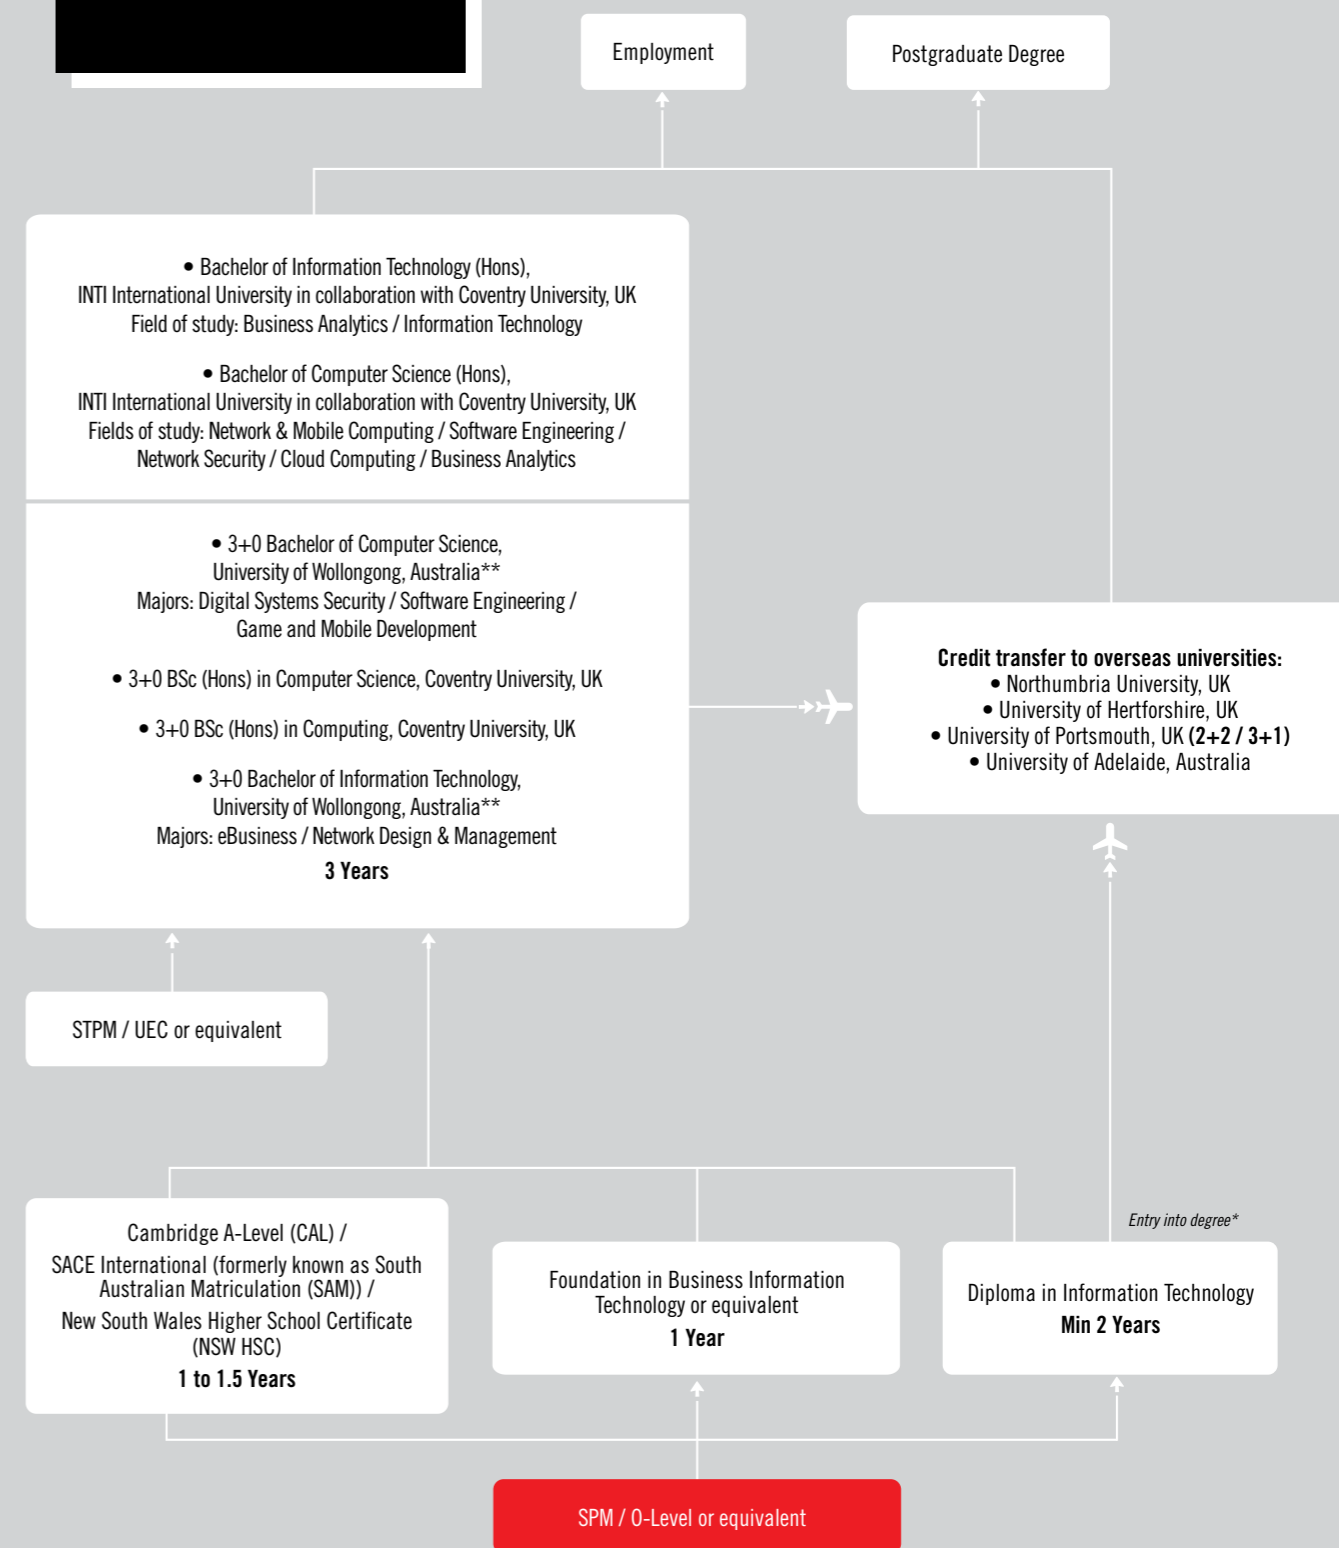 Employment
Postgraduate Degree
• Bachelor of Information Technology (Hons),
INTI International University in collaboration with Coventry University, UK
Field of study: Business Analytics / Information Technology
• Bachelor of Computer Science (Hons),
INTI International University in collaboration with Coventry University, UK
Fields of study: Network & Mobile Computing / Software Engineering /
Network Security / Cloud Computing / Business Analytics
• 3+0 Bachelor of Computer Science,
University of Wollongong, Australia**
Majors: Digital Systems Security / Software Engineering /
Game and Mobile Development
• 3+0 BSc (Hons) in Computer Science, Coventry University, UK
• 3+0 BSc (Hons) in Computing, Coventry University, UK
• 3+0 Bachelor of Information Technology,
University of Wollongong, Australia**
Majors: eBusiness / Network Design & Management
3 Years
Credit transfer to overseas universities:
• Northumbria University, UK
• University of Hertforshire, UK
• University of Portsmouth, UK (2+2 / 3+1)
• University of Adelaide, Australia
STPM / UEC or equivalent
Cambridge A-Level (CAL) /
SACE International (formerly known as South
Australian Matriculation (SAM)) /
New South Wales Higher School Certificate
(NSW HSC)
1 to 1.5 Years
Foundation in Business Information
Technology or equivalent
1 Year
Entry into degree*
Diploma in Information Technology
Min 2 Years
SPM / O-Level or equivalent